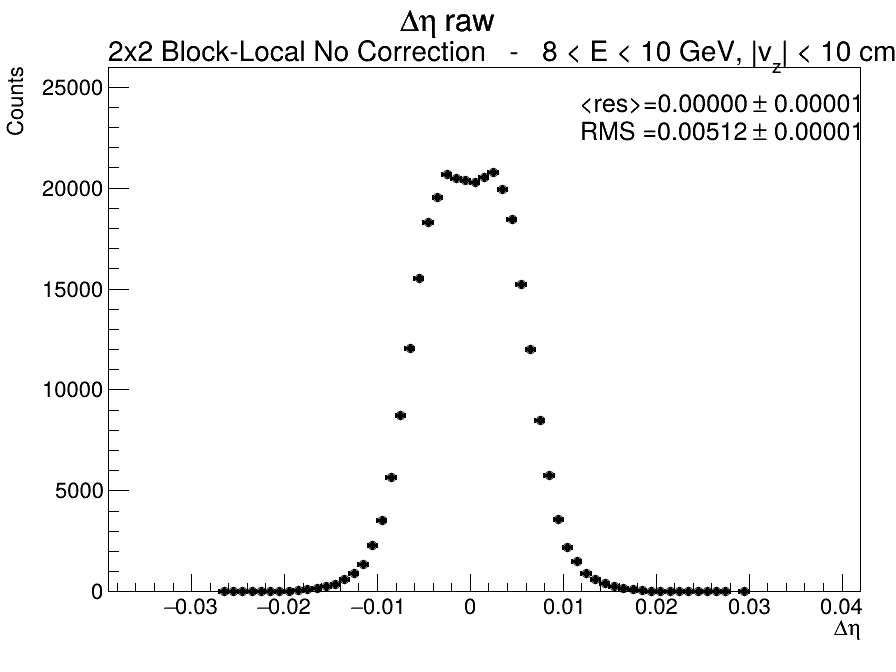 Δη raw
2x2 Block-Local No Correction - 8 < E < 10 GeV, |v_z| < 10 cm
Counts
<res>=0.00000 ± 0.00001
RMS =0.00512 ± 0.00001
25000
20000
15000
10000
5000
0
−0.03 −0.02 −0.01 0 0.01 0.02 0.03 0.04
Δη